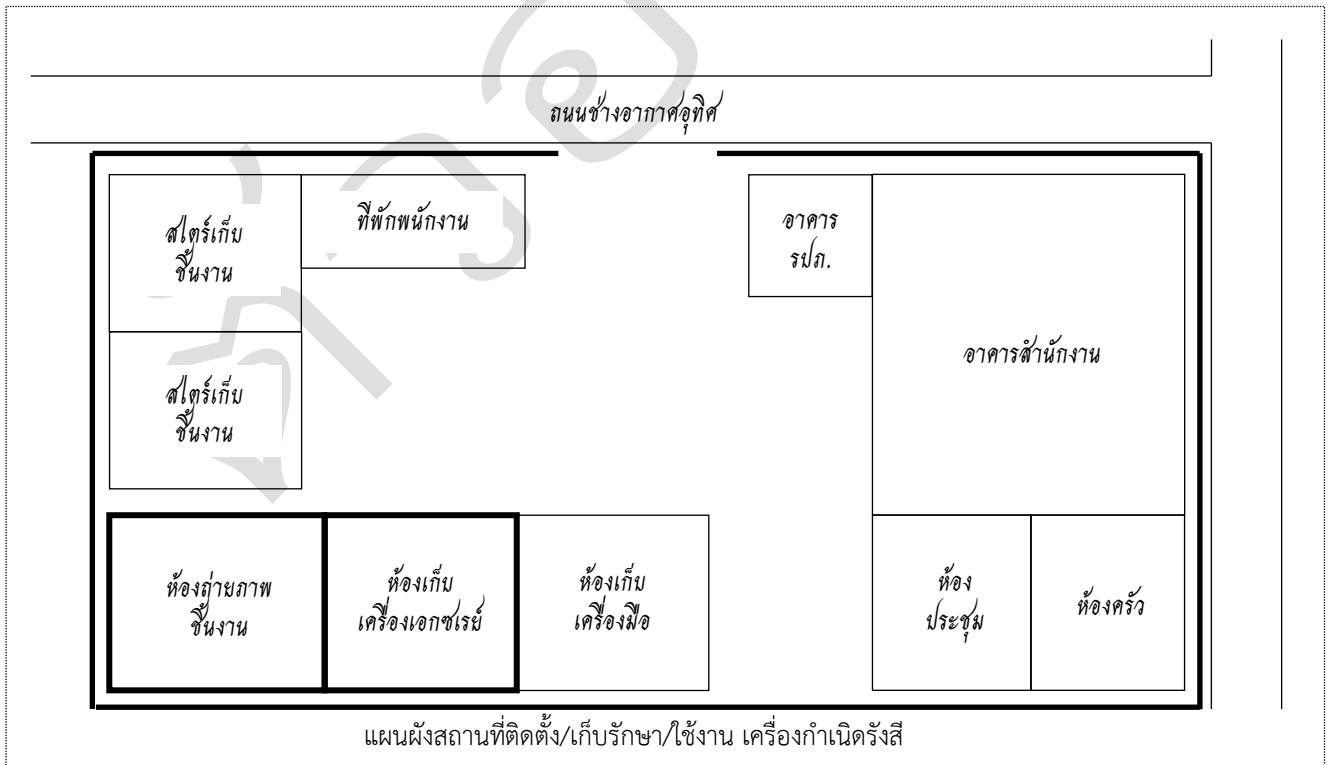 ถนนช่างอากาศอุทิศ
สโตร์เก็บ
ชิ้นงาน
ที่พักพนักงาน
อาคาร
รปภ.
อาคารสำนักงาน
สโตร์เก็บ
ชิ้นงาน
ห้องถ่ายภาพ
ชิ้นงาน
ห้องเก็บ
เครื่องเอกซเรย์
ห้องเก็บ
เครื่องมือ
ห้อง
ประชุม
ห้องครัว
แผนผังสถานที่ติดตั้ง/เก็บรักษา/ใช้งาน เครื่องกำเนิดรังสี